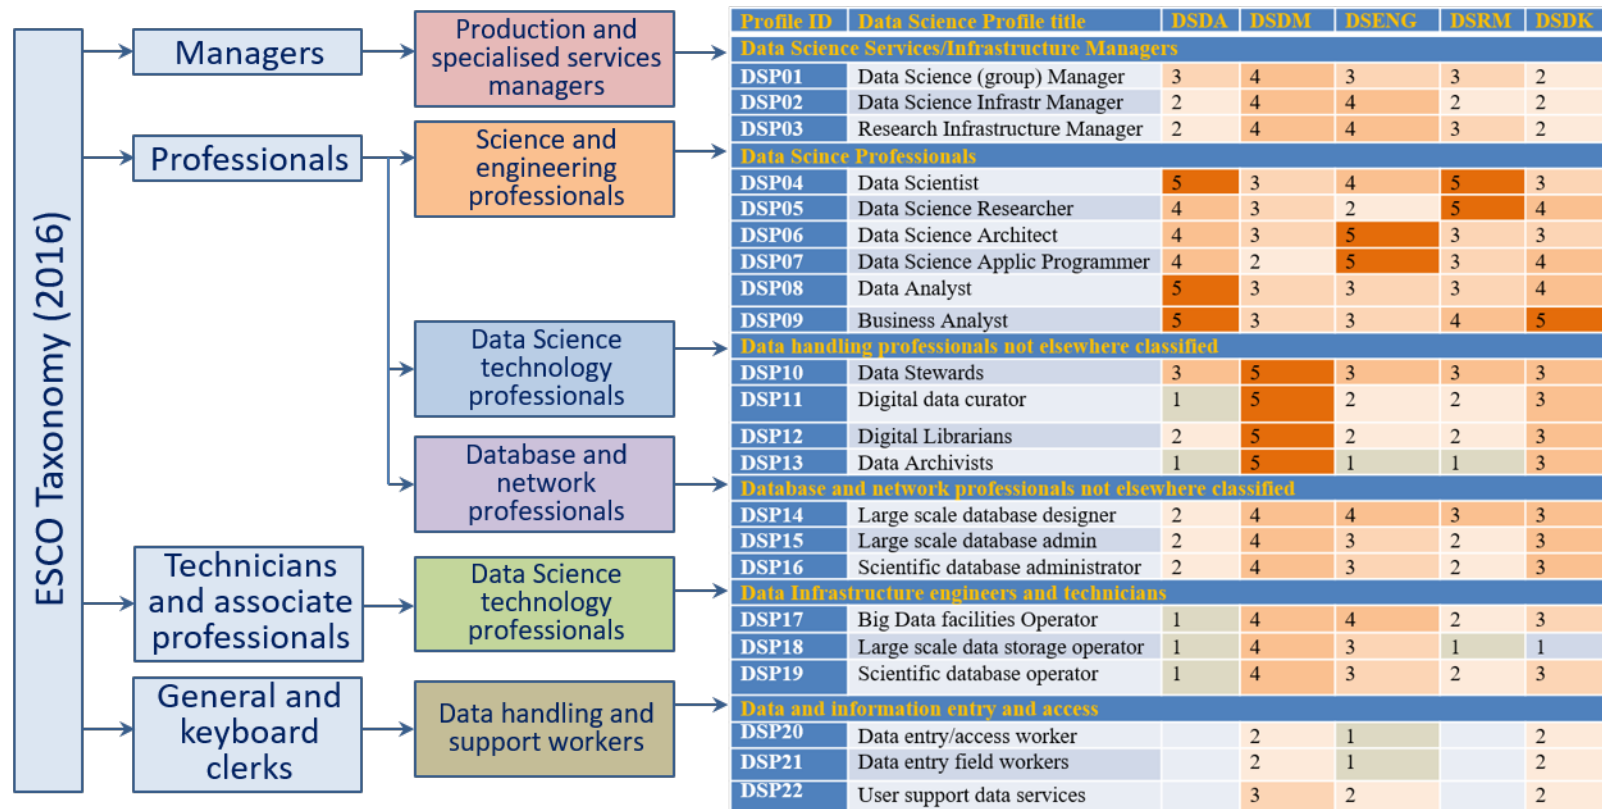 ESCO Taxonomy (2016)
Managers
Professionals
Technicians
and associate
professionals
General and
keyboard
clerks
Production and
specialised services
managers
Science and
engineering
professionals
Data Science
technology
professionals
Database and
network
professionals
Data Science
technology
professionals
Data handling and
support workers
Profile ID Data Science Profile title DSDA DSDM DSENG DSRM DSDK
Data Science Services/Infrastructure Managers
DSP01 Data Science (group) Manager 3 4 3 3 2
DSP02 Data Science Infrastr Manager 2 4 4 2 2
DSP03 Research Infrastructure Manager 2 4 4 3 2
Data Scince Professionals
DSP04 Data Scientist 5 3 4 5 3
DSP05 Data Science Researcher 4 3 2 5 4
DSP06 Data Science Architect 4 3 5 3 3
DSP07 Data Science Applic Programmer 4 2 5 3 4
DSP08 Data Analyst 5 3 3 3 4
DSP09 Business Analyst 5 3 3 4 5
Data handling professionals not elsewhere classified
DSP10 Data Stewards 3 5 3 3 3
DSP11 Digital data curator 1 5 2 2 3
DSP12 Digital Librarians 2 5 2 2 3
DSP13 Data Archivists 1 5 1 1 3
Database and network professionals not elsewhere classified
DSP14 Large scale database designer 2 4 4 3 3
DSP15 Large scale database admin 2 4 3 2 3
DSP16 Scientific database administrator 2 4 3 2 3
Data Infrastructure engineers and technicians
DSP17 Big Data facilities Operator 1 4 4 2 3
DSP18 Large scale data storage operator 1 4 3 1 1
DSP19 Scientific database operator 1 4 3 2 3
Data and information entry and access
DSP20 Data entry/access worker 2 1 2
DSP21 Data entry field workers 2 1 2
DSP22 User support data services 3 2 2